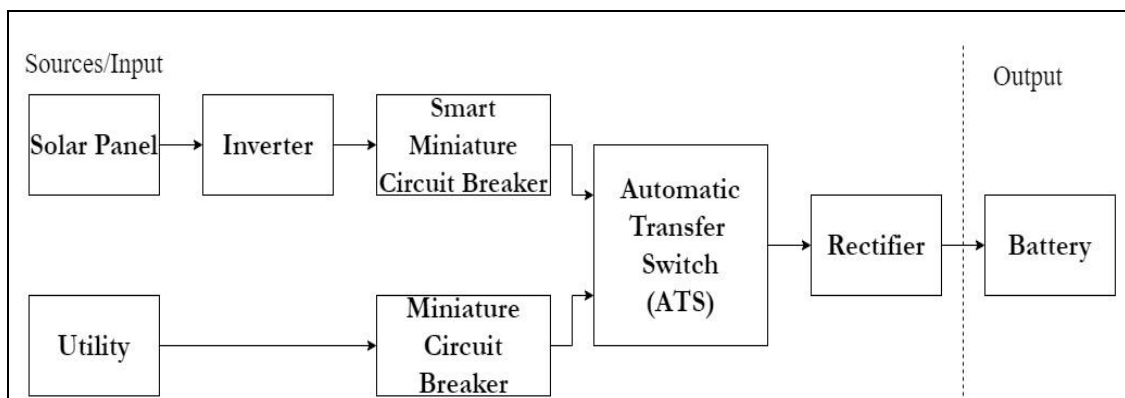 Sources/Input
Output
Solar Panel
Inverter
Smart
Miniature
Circuit Breaker
Automatic
Transfer
Switch
(ATS)
Rectifier
Battery
Utility
Miniature
Circuit
Breaker